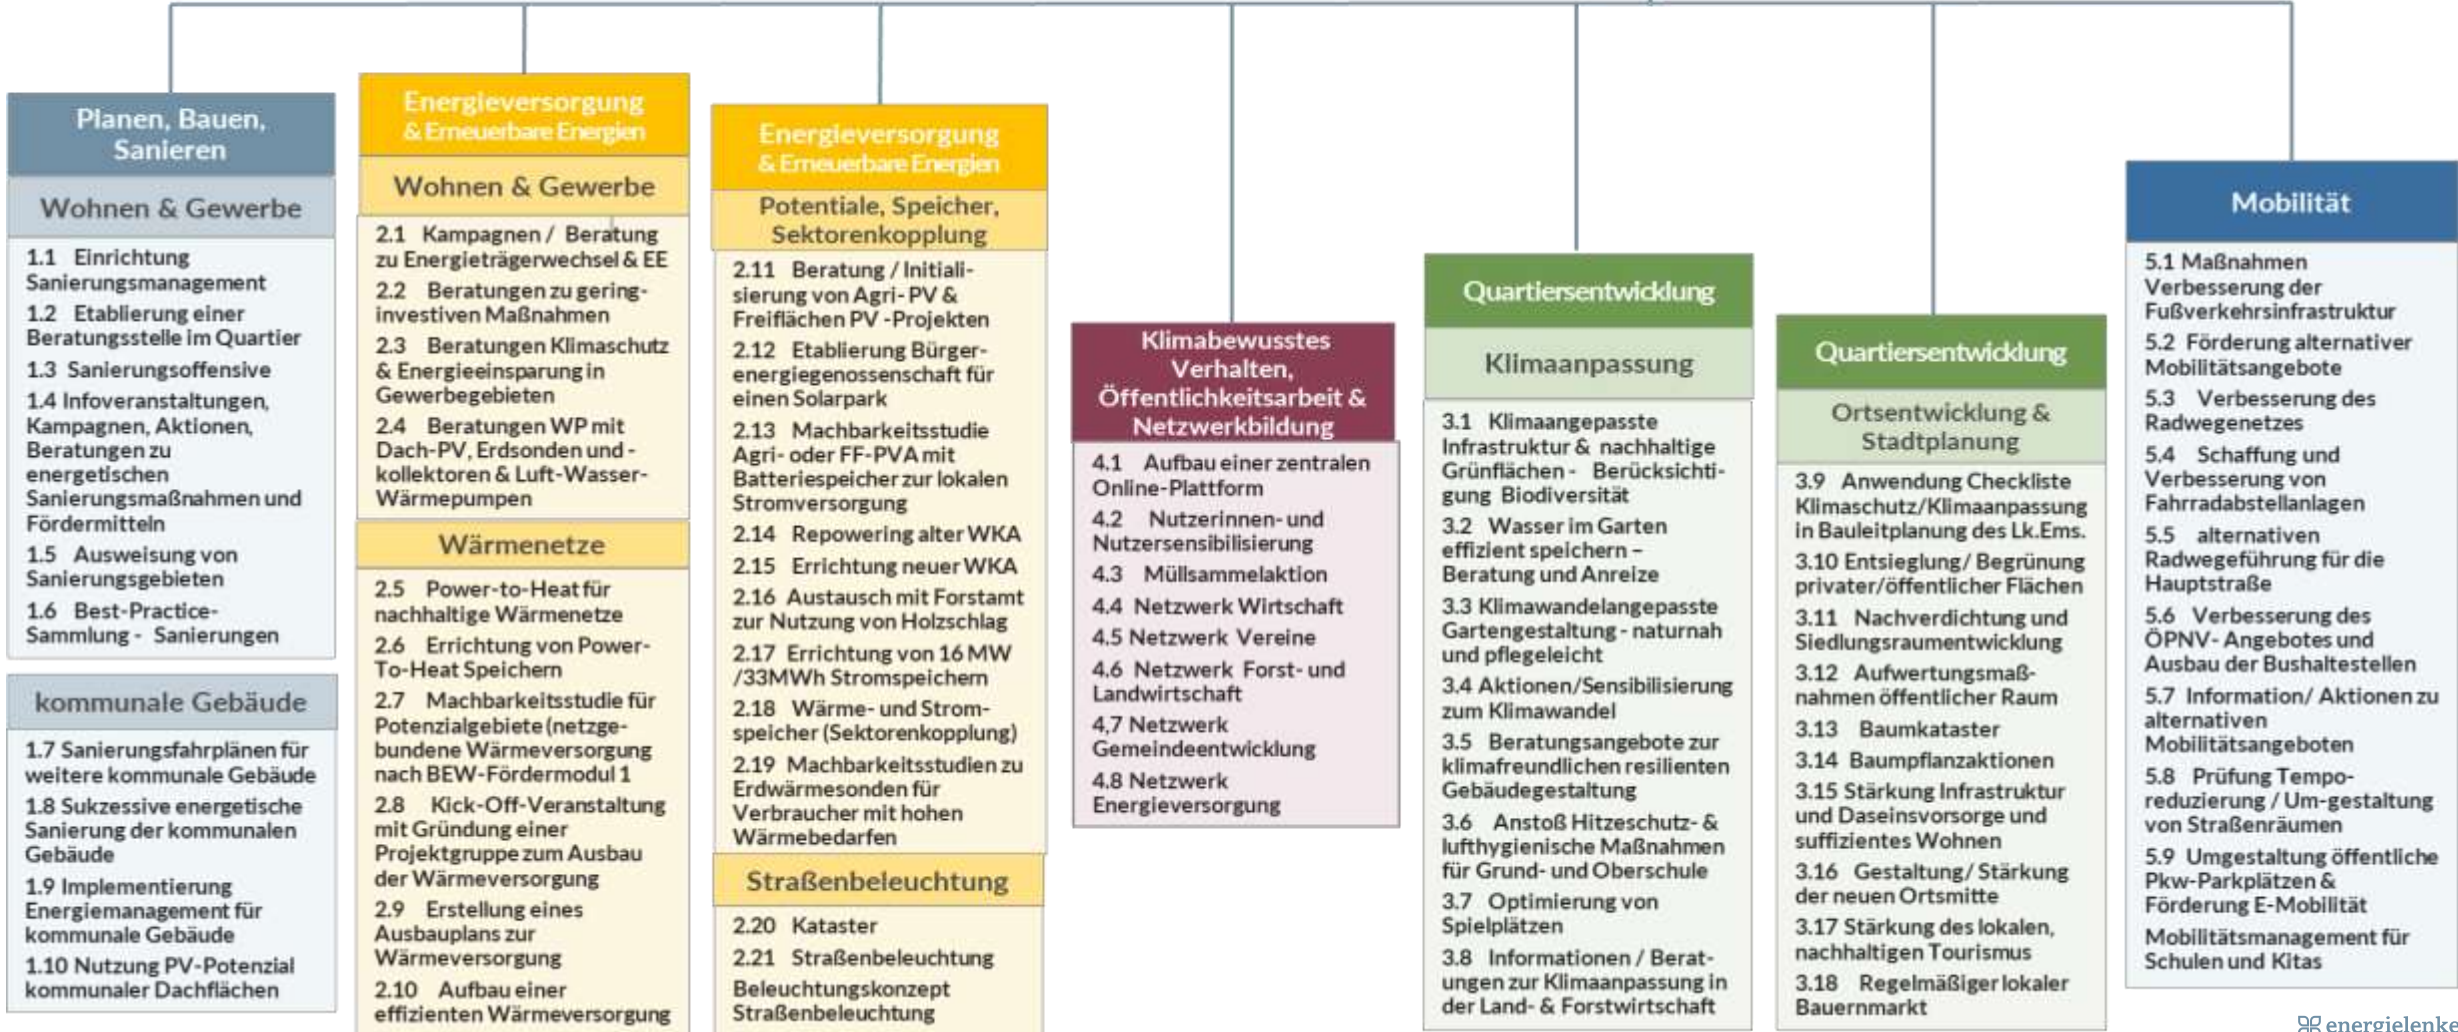 Planen, Bauen,
Sanieren
Wohnen & Gewerbe
1.1 Einrichtung
Sanierungsmanagement
1.2 Etablierung einer
Beratungsstelle im Quartier
1.3 Sanierungsoffensive
1.4 Infoveranstaltungen,
Kampagnen, Aktionen,
Beratungen zu
energetischen
Sanierungsmaßnahmen und
Fördermitteln
1.5 Ausweisung von
Sanierungsgebieten
1.6 Best-Practice-
Sammlung - Sanierungen
kommunale Gebäude
1.7 Sanierungsfahrplänen für
weitere kommunale Gebäude
1.8 Sukzessive energetische
Sanierung der kommunalen
Gebäude
1.9 Implementierung
Energiemanagement für
kommunale Gebäude
1.10 Nutzung PV-Potenzial
kommunaler Dachflächen
Energieversorgung
& Erneuerbare Energien
Wohnen & Gewerbe
2.1 Kampagnen / Beratung
zu Energieträgerwechsel & EE
2.2 Beratungen zu gering-
investiven Maßnahmen
2.3 Beratungen Klimaschutz
& Energieeinsparung in
Gewerbegebieten
2.4 Beratungen WP mit
Dach-PV, Erdsonden und -
kollektoren & Luft-Wasser-
Wärmepumpen
Wärmenetze
2.5 Power-to-Heat für
nachhaltige Wärmenetze
2.6 Errichtung von Power-
To-Heat Speichern
2.7 Machbarkeitsstudie für
Potenzialgebiete (netzge-
bundene Wärmeversorgung
nach BEW-Fördermodul 1
2.8 Kick-Off-Veranstaltung
mit Gründung einer
Projektgruppe zum Ausbau
der Wärmeversorgung
2.9 Erstellung eines
Ausbauplans zur
Wärmeversorgung
2.10 Aufbau einer
effizienten Wärmeversorgung
Energieversorgung
& Erneuerbare Energien
Potentiale, Speicher,
Sektorenkopplung
2.11 Beratung / Initiali-
sierung von Agri- PV &
Freiflächen PV -Projekten
2.12 Etablierung Bürger-
energiegenossenschaft für
einen Solarpark
2.13 Machbarkeitsstudie
Agri- oder FF-PVA mit
Batteriespeicher zur lokalen
Stromversorgung
2.14 Repowering alter WKA
2.15 Errichtung neuer WKA
2.16 Austausch mit Forstamt
zur Nutzung von Holzschlag
2.17 Errichtung von 16 MW
/33MWh Stromspeichern
2.18 Wärme- und Strom-
speicher (Sektorenkopplung)
2.19 Machbarkeitsstudien zu
Erdwärmesonden für
Verbraucher mit hohen
Wärmebedarfen
Straßenbeleuchtung
2.20 Kataster
2.21 Straßenbeleuchtung
Beleuchtungskonzept
Straßenbeleuchtung
Klimabewusstes
Verhalten,
Öffentlichkeitsarbeit &
Netzwerkbildung
4.1 Aufbau einer zentralen
Online-Plattform
4.2 Nutzerinnen- und
Nutzersensibilisierung
4.3 Müllsammelaktion
4.4 Netzwerk Wirtschaft
4.5 Netzwerk Vereine
4.6 Netzwerk Forst- und
Landwirtschaft
4,7 Netzwerk
Gemeindeentwicklung
4.8 Netzwerk
Energieversorgung
Quartiersentwicklung
Klimaanpassung
3.1 Klimaangepasste
Infrastruktur & nachhaltige
Grünflächen - Berücksichti-
gung Biodiversität
3.2 Wasser im Garten
effizient speichern –
Beratung und Anreize
3.3 Klimawandelangepasste
Gartengestaltung - naturnah
und pflegeleicht
3.4 Aktionen/Sensibilisierung
zum Klimawandel
3.5 Beratungsangebote zur
klimafreundlichen resilienten
Gebäudegestaltung
3.6 Anstoß Hitzeschutz- &
lufthygienische Maßnahmen
für Grund- und Oberschule
3.7 Optimierung von
Spielplätzen
3.8 Informationen / Berat-
ungen zur Klimaanpassung in
der Land- & Forstwirtschaft
Quartiersentwicklung
Ortsentwicklung &
Stadtplanung
3.9 Anwendung Checkliste
Klimaschutz/Klimaanpassung
in Bauleitplanung des Lk.Ems.
3.10 Entsieglung/ Begrünung
privater/öffentlicher Flächen
3.11 Nachverdichtung und
Siedlungsraumentwicklung
3.12 Aufwertungsmaß-
nahmen öffentlicher Raum
3.13 Baumkataster
3.14 Baumpflanzaktionen
3.15 Stärkung Infrastruktur
und Daseinsvorsorge und
suffizientes Wohnen
3.16 Gestaltung/ Stärkung
der neuen Ortsmitte
3.17 Stärkung des lokalen,
nachhaltigen Tourismus
3.18 Regelmäßiger lokaler
Bauernmarkt
Mobilität
5.1 Maßnahmen
Verbesserung der
Fußverkehrsinfrastruktur
5.2 Förderung alternativer
Mobilitätsangebote
5.3 Verbesserung des
Radwegenetzes
5.4 Schaffung und
Verbesserung von
Fahrradabstellanlagen
5.5 alternativen
Radwegeführung für die
Hauptstraße
5.6 Verbesserung des
ÖPNV- Angebotes und
Ausbau der Bushaltestellen
5.7 Information/ Aktionen zu
alternativen
Mobilitätsangeboten
5.8 Prüfung Tempo-
reduzierung / Um-gestaltung
von Straßenräumen
5.9 Umgestaltung öffentliche
Pkw-Parkplätzen &
Förderung E-Mobilität
Mobilitätsmanagement für
Schulen und Kitas
energielenke